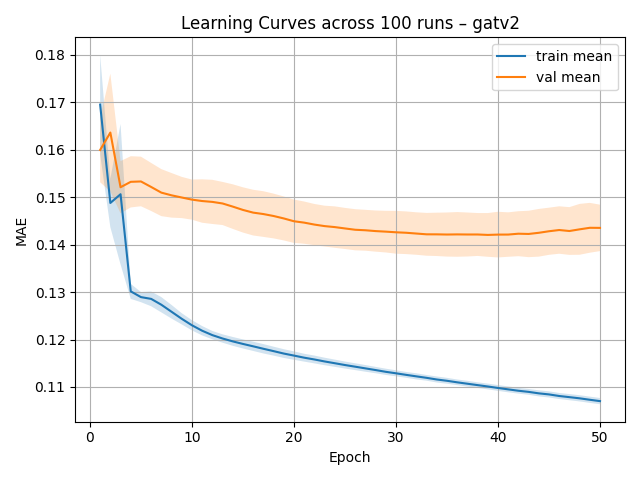 Learning Curves across 100 runs – gatv2
train mean
val mean
MAE
0.18
0.17
0.16
0.15
0.14
0.13
0.12
0.11
0 10 20 30 40 50
Epoch